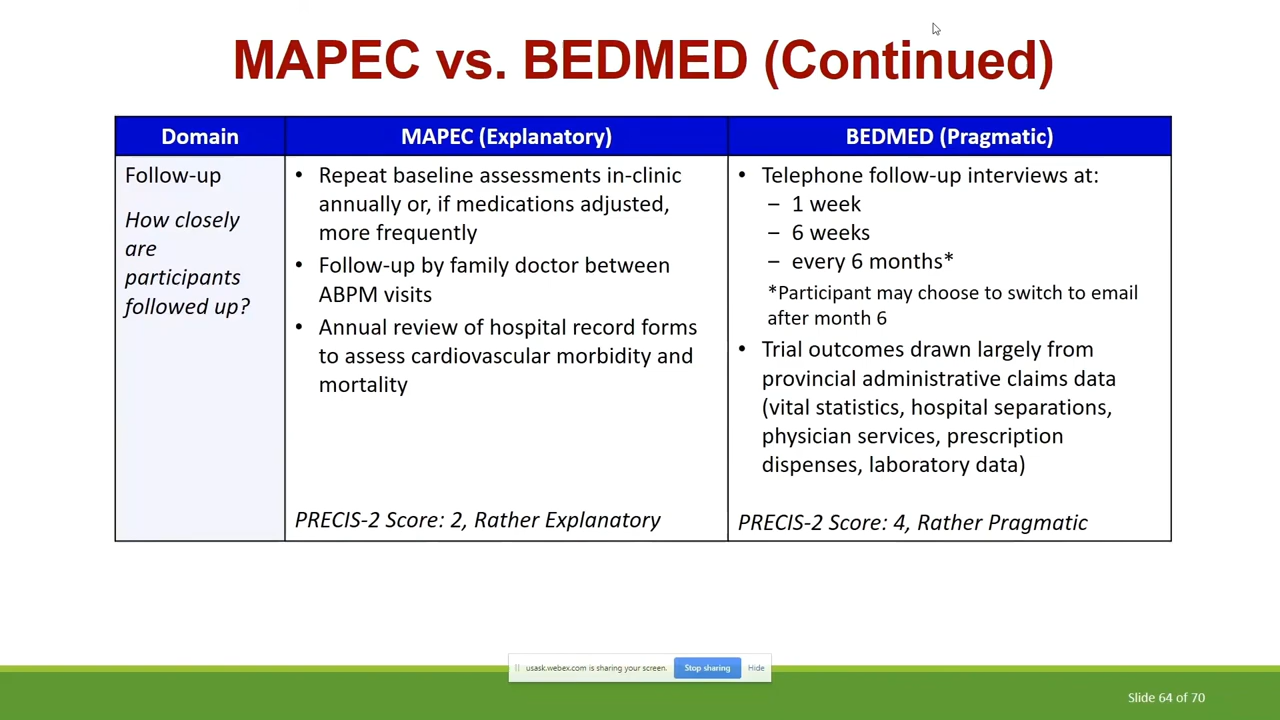 MAPEC vs. BEDMED (Continued)
Domain
MAPEC (Explanatory)
BEDMED (Pragmatic)
Follow-up
How closely
are
participants
followed up?
• Repeat baseline assessments in-clinic
annually or, if medications adjusted,
more frequently
• Follow-up by family doctor between
ABPM visits
• Annual review of hospital record forms
to assess cardiovascular morbidity and
mortality
PRECIS-2 Score: 2, Rather Explanatory
• Telephone follow-up interviews at:
– 1 week
– 6 weeks
– every 6 months*
*Participant may choose to switch to email
after month 6
• Trial outcomes drawn largely from
provincial administrative claims data
(vital statistics, hospital separations,
physician services, prescription
dispenses, laboratory data)
PRECIS-2 Score: 4, Rather Pragmatic
usask.webex.com is sharing your screen.
Stop sharing
Hide
Slide 64 of 70